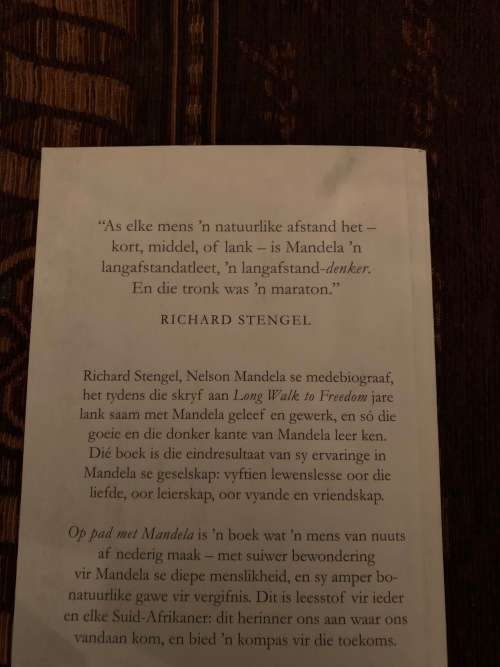 “As elke mens ’n natuurlike afstand het –
kort, middel, of lank – is Mandela ’n
langafstandatleet, ’n langafstand-denker.
En die tronk was ’n maraton.”
RICHARD STENGEL
Richard Stengel, Nelson Mandela se medebiograaf,
het tydens die skryf aan Long Walk to Freedom jare
lank saam met Mandela geleef en gewerk, en só die
goeie en die donker kante van Mandela leer ken.
Dié boek is die eindresultaat van sy ervaringe in
Mandela se geselskap: vyftien lewenslesse oor die
liefde, oor leierskap, oor vyande en vriendskap.
Op pad met Mandela is ’n boek wat ’n mens van nuuts
af nederig maak – met suiwer bewondering
vir Mandela se diepe menslikheid, en sy amper bo-
natuurlike gawe vir vergifnis. Dit is leesstof vir ieder
en elke Suid-Afrikaner: dit herinner ons aan waar ons
vandaan kom, en bied ’n kompas vir die toekoms.